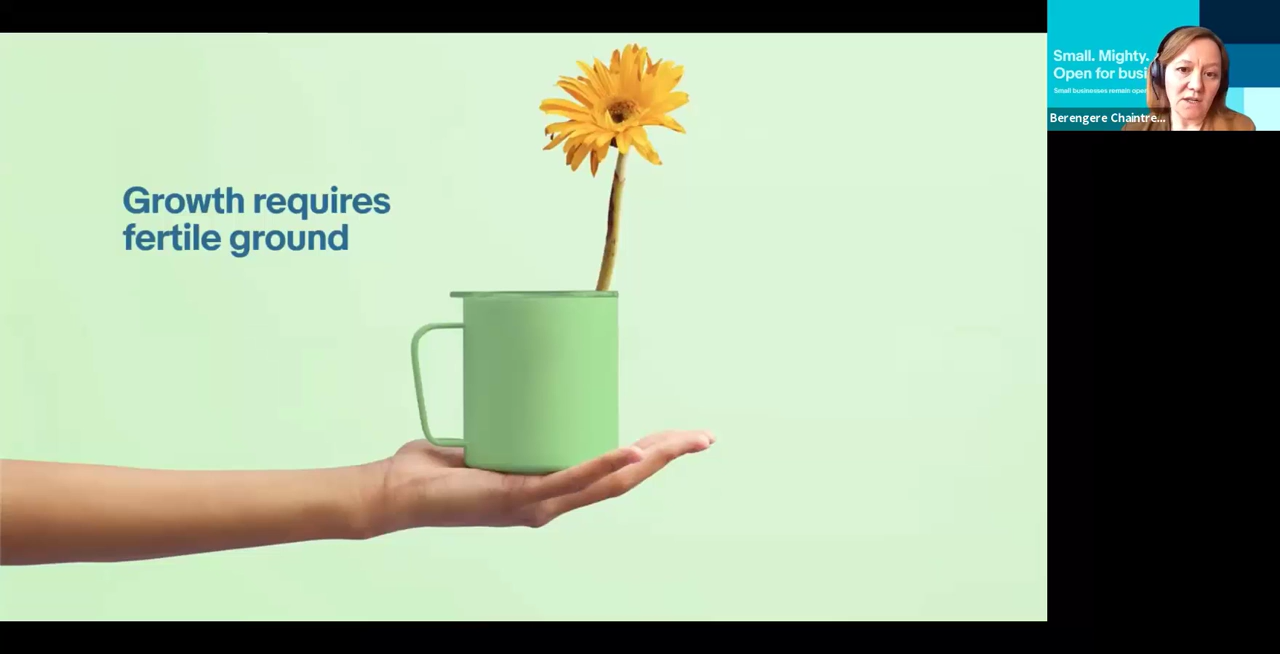 Growth requires
fertile ground
Small. Mighty.
Open for busi
Small businesses remain open
Berengere Chaintre...